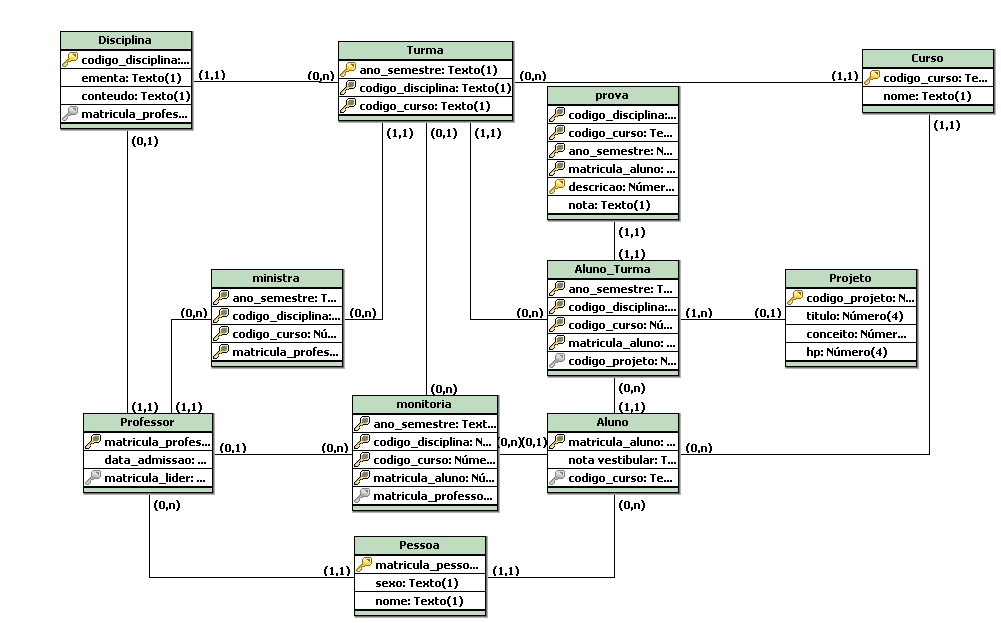 Disciplina
codigo_disciplina:...
ementa: Texto(1)
conteudo: Texto(1)
matricula_profes...
(1,1)
(0,n)
Turma
ano_semestre: Texto(1)
codigo_disciplina: Texto(1)
codigo_curso: Texto(1)
(0,n)
(1,1)
Curso
codigo_curso: Te...
nome: Texto(1)
prova
codigo_disciplina:...
codigo_curso: Te...
ano_semestre: N...
matricula_aluno: ...
descricao: Númer...
nota: Texto(1)
(0,1)
(1,1)
(0,1)
(1,1)
(1,1)
(1,1)
(1,1)
ministra
ano_semestre: T...
codigo_disciplina:...
codigo_curso: Nú...
matricula_profes...
(0,n)
(0,n)
Aluno_Turma
ano_semestre: T...
codigo_disciplina:...
codigo_curso: Nú...
matricula_aluno: ...
codigo_projeto: N...
(0,n)
(1,n)
(0,1)
Projeto
codigo_projeto: N...
titulo: Número(4)
conceito: Númer...
hp: Número(4)
(0,n)
(0,n)
(1,1)
(1,1)
(1,1)
Professor
matricula_profes...
data_admissao: ...
matricula_lider: ...
(0,1)
(0,n)
monitoria
ano_semestre: Text...
codigo_disciplina: N...
codigo_curso: Núme...
matricula_aluno: Nú...
matricula_professo...
(0,n)(0,1)
Aluno
matricula_aluno: ...
nota vestibular: T...
codigo_curso: Te...
(0,n)
(0,n)
(0,n)
Pessoa
matricula_pesso...
sexo: Texto(1)
nome: Texto(1)
(1,1)
(1,1)